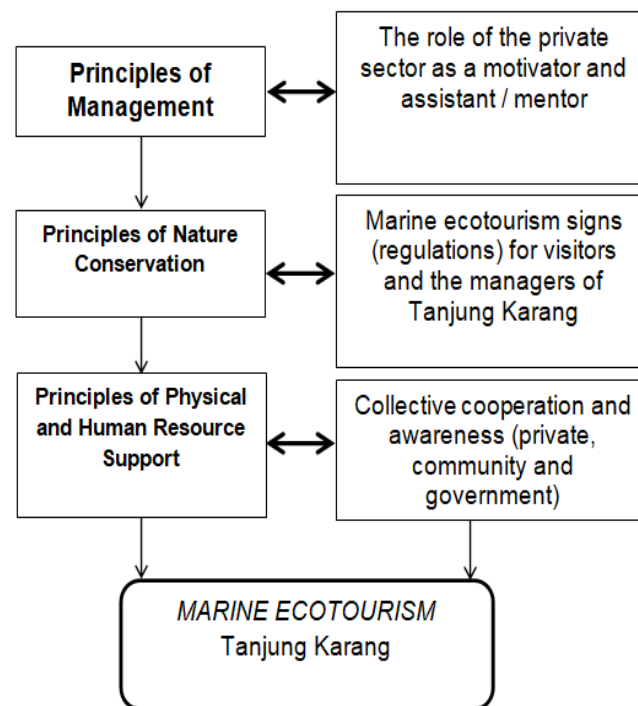 Principles of
Management
The role of the private
sector as a motivator and
assistant / mentor
Principles of Nature
Conservation
Marine ecotourism signs
(regulations) for visitors
and the managers of
Tanjung Karang
Principles of Physical
and Human Resource
Support
Collective cooperation and
awareness (private,
community and
government)
MARINE ECOTOURISM
Tanjung Karang